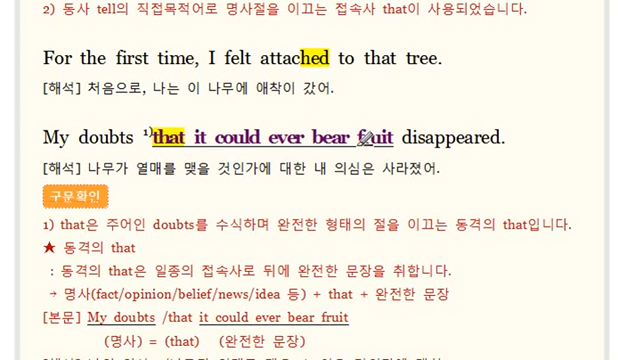 2) 동사 tell의 직접목적어로 명사절을 이끄는 접속사 that이 사용되었습니다.
For the first time, I felt attached to that tree.
[해석] 처음으로, 나는 이 나무에 애착이 갔어.
My doubts 1)that it could ever bear fruit disappeared.
[해석] 나무가 열매를 맺을 것인가에 대한 내 의심은 사라졌어.
구문확인
1) that은 주어인 doubts를 수식하며 완전한 형태의 절을 이끄는 동격의 that입니다.
★ 동격의 that
: 동격의 that은 일종의 접속사로 뒤에 완전한 문장을 취합니다.
→ 명사(fact/opinion/belief/news/idea 등) + that + 완전한 문장
[본문] My doubts /that it could ever bear fruit
(명사) = (that) (완전한 문장)